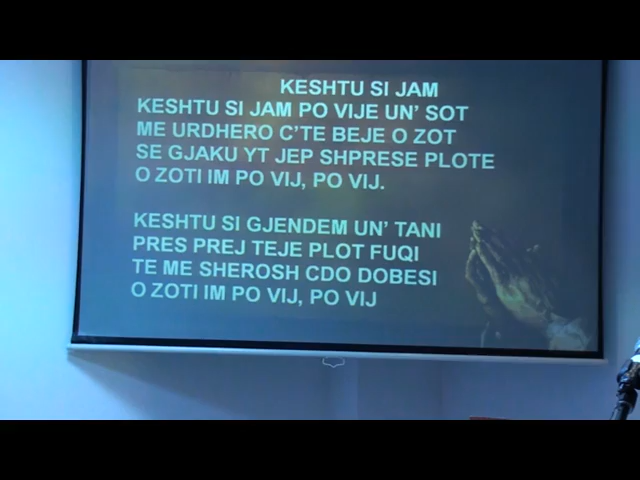 KESHTU SI JAM
KESHTU SI JAM PO VIJE UN' SOT
ME URDHERO C'TE BEJE O ZOT
SE GJAKU YT JEP SHPRESE PLOTE
O ZOTI IM PO VIJ, PO VIJ.
KESHTU SI GJENDEM UN' TANI
PRES PREJ TEJE PLOT FUQI
TE ME SHEROSH CDO DOBESI
O ZOTI IM PO VIJ, PO VIJ